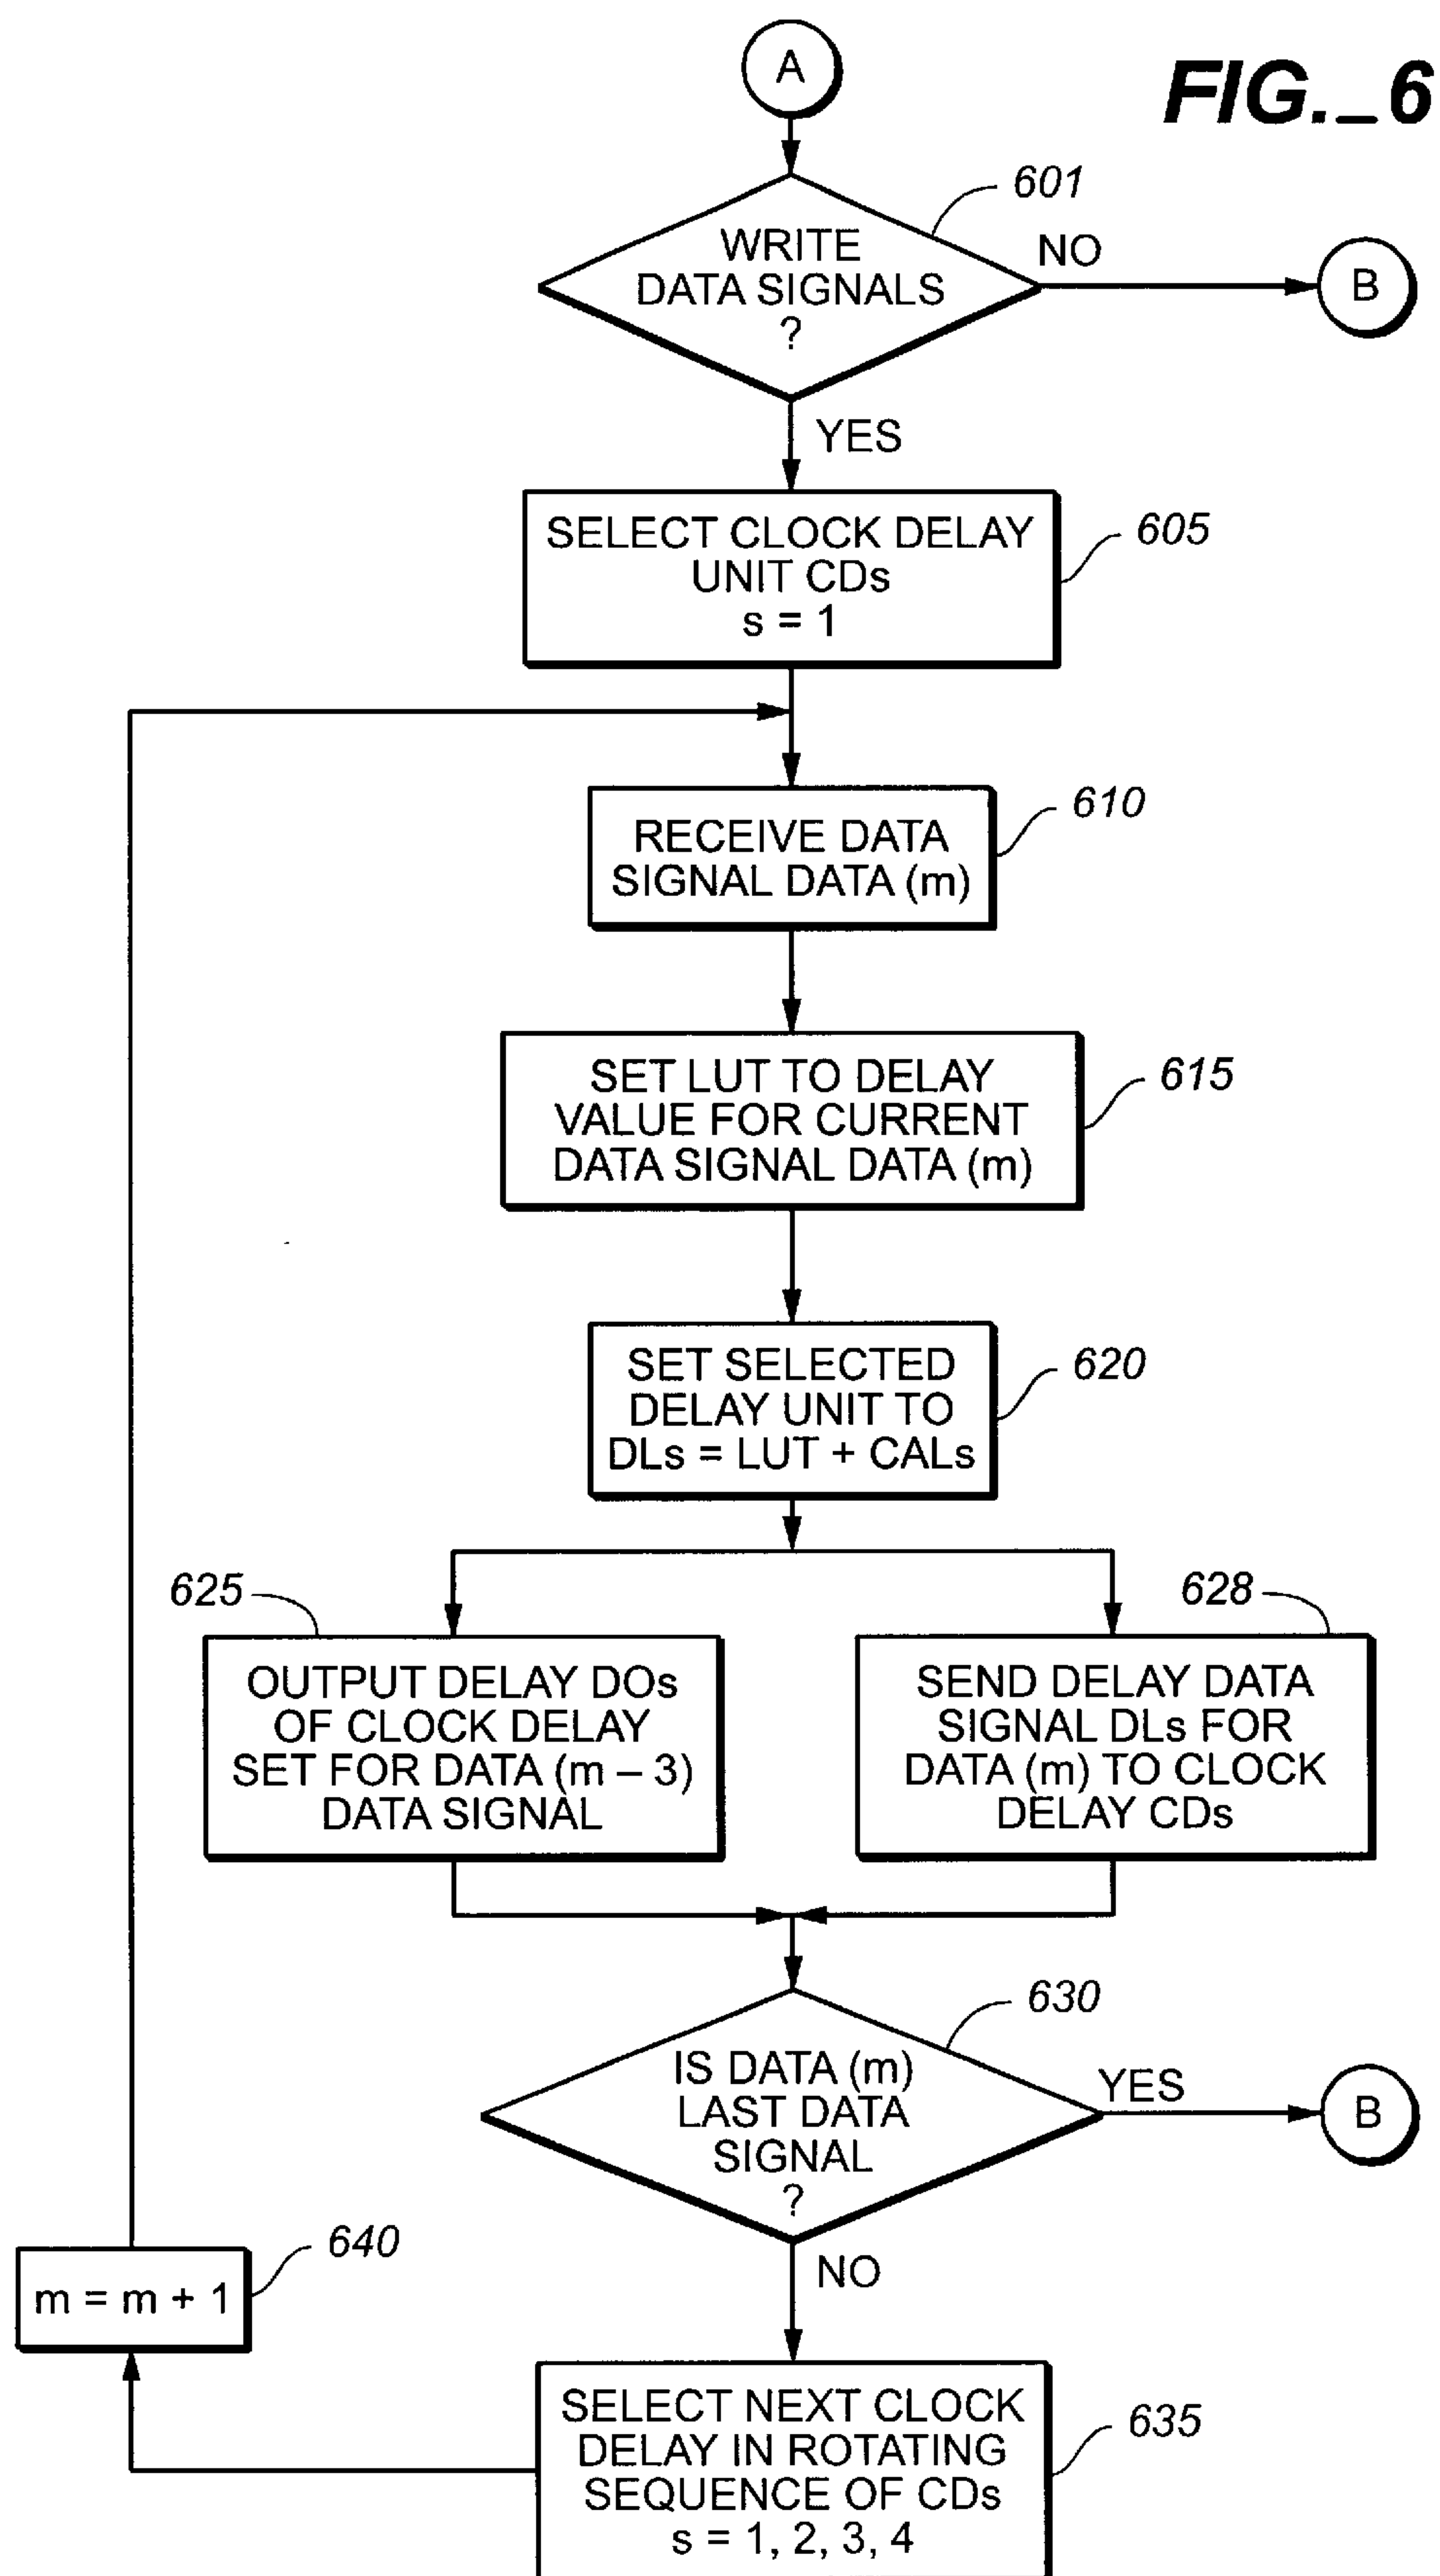 A
FIG._6
601
WRITE
DATA SIGNALS
?
NO
B
YES
SELECT CLOCK DELAY
UNIT CDs
s = 1
605
RECEIVE DATA
SIGNAL DATA (m)
610
SET LUT TO DELAY
VALUE FOR CURRENT
DATA SIGNAL DATA (m)
615
SET SELECTED
DELAY UNIT TO
DLs = LUT + CALs
620
625
OUTPUT DELAY DOs
OF CLOCK DELAY
SET FOR DATA (m – 3)
DATA SIGNAL
628
SEND DELAY DATA
SIGNAL DLs FOR
DATA (m) TO CLOCK
DELAY CDs
630
IS DATA (m)
LAST DATA
SIGNAL
?
YES
B
NO
640
m = m + 1
SELECT NEXT CLOCK
DELAY IN ROTATING
SEQUENCE OF CDs
s = 1, 2, 3, 4
635